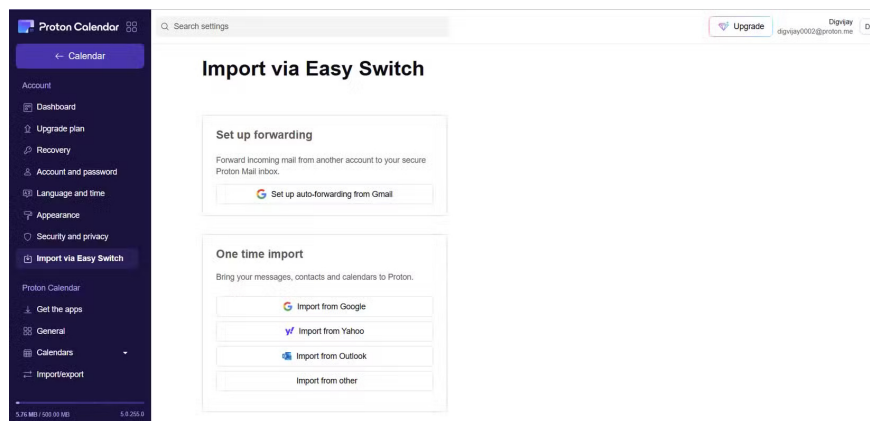 Proton Calendar
Search settings
Upgrade
Digvijay
digvijay0002@proton.me
D
← Calendar
Account
Dashboard
Upgrade plan
Recovery
Account and password
Language and time
Appearance
Security and privacy
Import via Easy Switch
Proton Calendar
Get the apps
General
Calendars
Import/export
5.76 MB / 500.00 MB
5.0.255.0
Import via Easy Switch
Set up forwarding
Forward incoming mail from another account to your secure
Proton Mail inbox.
Set up auto-forwarding from Gmail
One time import
Bring your messages, contacts and calendars to Proton.
Import from Google
Import from Yahoo
Import from Outlook
Import from other